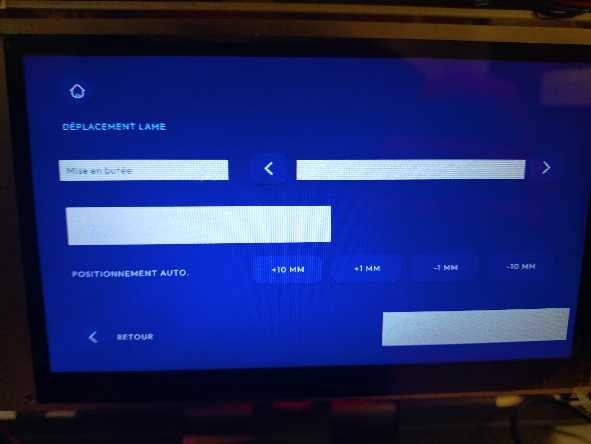 DÉPLACEMENT LAME
Mise en butée
POSITIONNEMENT AUTO. +10 MM +1 MM -1 MM -10 MM
RETOUR